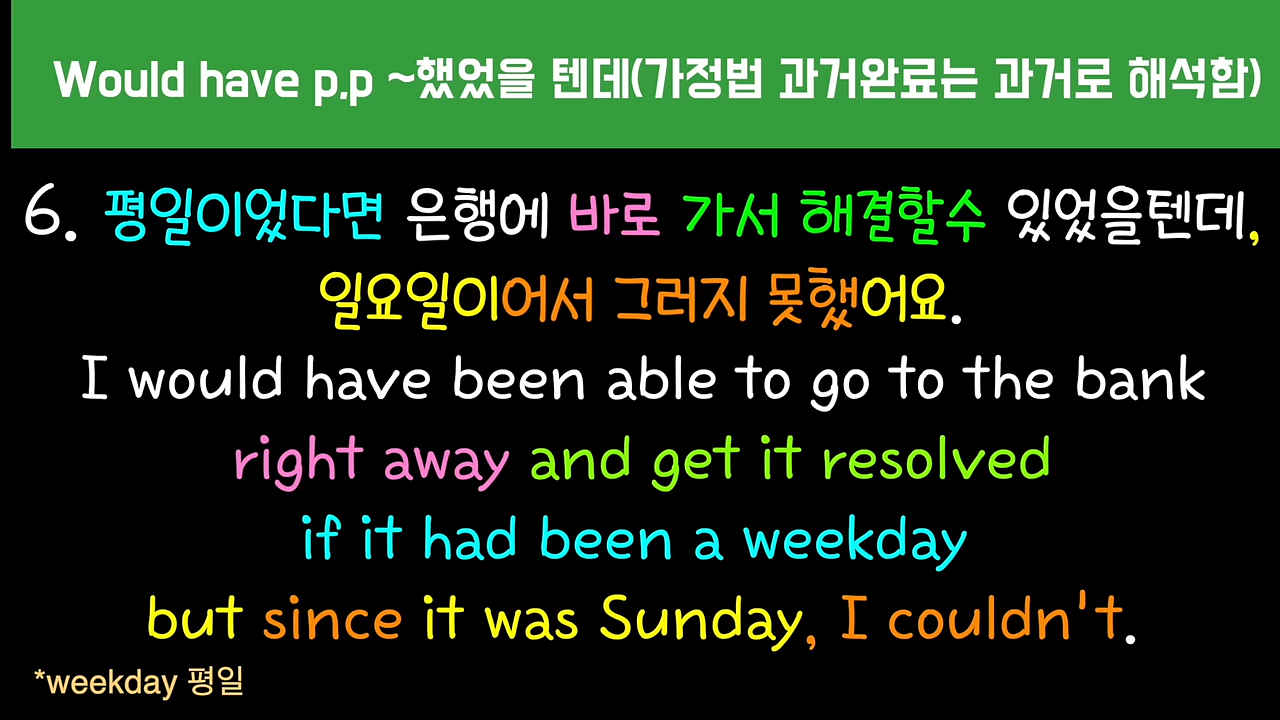 Would have p,p ~했었을 텐데(가정법 과거완료는 과거로 해석함)
6. 평일이었다면 은행에 바로 가서 해결할수 있었을텐데,
일요일이어서 그러지 못했어요.
I would have been able to go to the bank
right away and get it resolved
if it had been a weekday
but since it was Sunday, I couldn't.
*weekday 평일